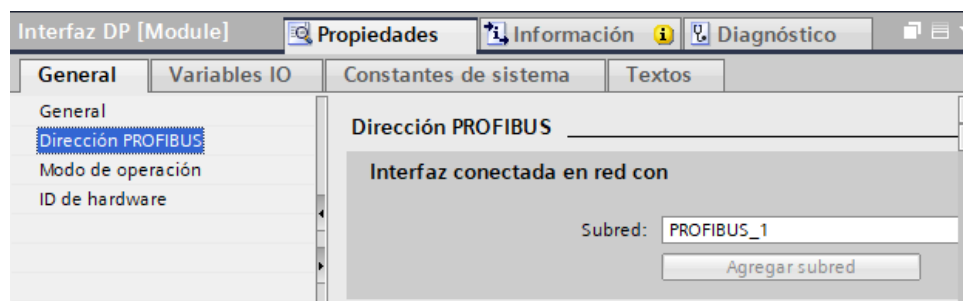 Interfaz DP [Module]
Propiedades
Información
Diagnóstico
General
Variables IO
Constantes de sistema
Textos
General
Dirección PROFIBUS
Modo de operación
ID de hardware
Dirección PROFIBUS
Interfaz conectada en red con
Subred: PROFIBUS_1
Agregar subred